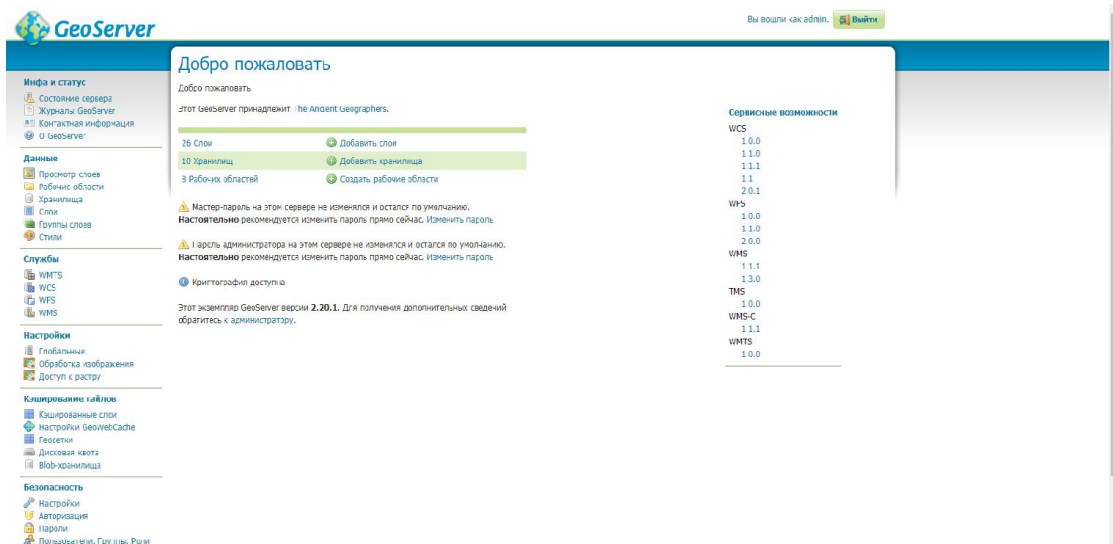 GeoServer
Вы вошли как admin. Выйти
Добро пожаловать
Добро пожаловать
Этот GeoServer принадлежит The Ancient Geographers.
26 Слои Добавить слои
10 Хранилищ Добавить хранилища
3 Рабочих областей Создать рабочие области
Мастер-пароль на этом сервере не изменялся и остался по умолчанию.
Настоятельно рекомендуется изменить пароль прямо сейчас. Изменить пароль
Пароль администратора на этом сервере не изменялся и остался по умолчанию.
Настоятельно рекомендуется изменить пароль прямо сейчас. Изменить пароль
Криптография доступна
Этот экземпляр GeoServer версии 2.20.1. Для получения дополнительных сведений
обратитесь к администратору.
Инфа и статус
Состояние сервера
Журналы GeoServer
Контактная информация
О GeoServer
Данные
Просмотр слоев
Рабочие области
Хранилища
Слои
Группы слоев
Стили
Службы
WMTS
WCS
WFS
WMS
Настройки
Глобальные
Обработка изображения
Доступ к растру
Кэширование тайлов
Кэшированные слои
Настройки GeoWebCache
Геосетки
Дисковая квота
Blob-хранилища
Безопасность
Настройки
Авторизация
Пароли
Пользователи, Группы, Роли
Сервисные возможности
WCS
1.0.0
1.1.0
1.1.1
1.1
2.0.1
WFS
1.0.0
1.1.0
2.0.0
WMS
1.1.1
1.3.0
TMS
1.0.0
WMS-C
1.1.1
WMTS
1.0.0